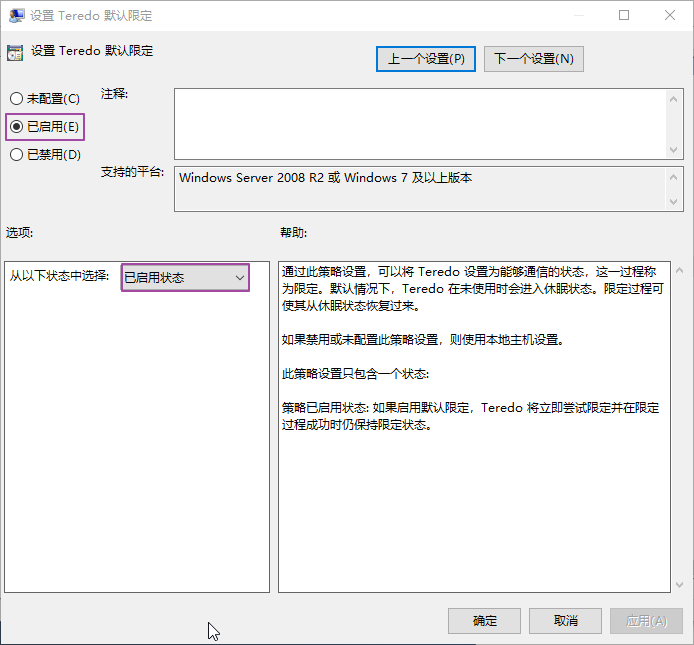 设置 Teredo 默认限定
设置 Teredo 默认限定
上一个设置(P)
下一个设置(N)
未配置(C)
已启用(E)
已禁用(D)
注释:
支持的平台:
Windows Server 2008 R2 或 Windows 7 及以上版本
选项:
帮助:
从以下状态中选择:
已启用状态
通过此策略设置，可以将 Teredo 设置为能够通信的状态，这一过程称
为限定。默认情况下，Teredo 在未使用时会进入休眠状态。限定过程可
使其从休眠状态恢复过来。
如果禁用或未配置此策略设置，则使用本地主机设置。
此策略设置只包含一个状态:
策略已启用状态: 如果启用默认限定，Teredo 将立即尝试限定并在限定
过程成功时仍保持限定状态。
确定
取消
应用(A)